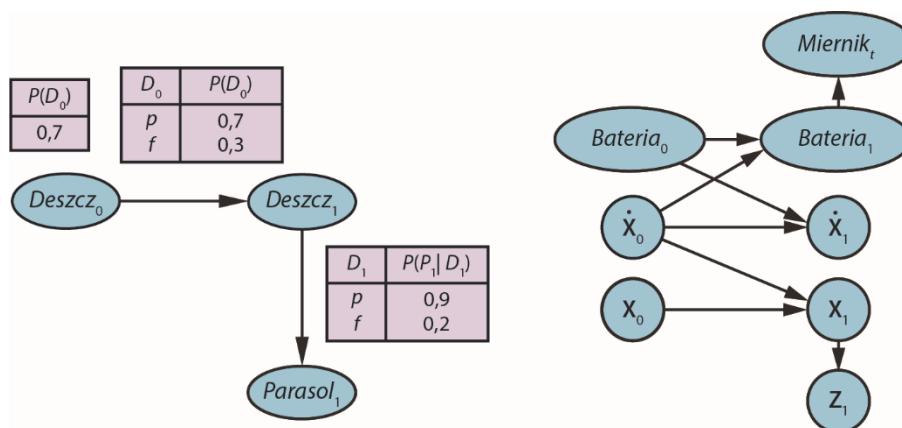 P(D₀)
0,7
D₀ P(D₀)
p 0,7
f 0,3
Deszcz₀
Deszcz₁
D₁ P(P₁| D₁)
p 0,9
f 0,2
Parasol₁
Miernikₜ
Bateria₀
Bateria₁
Ẋ₀
Ẋ₁
X₀
X₁
Z₁